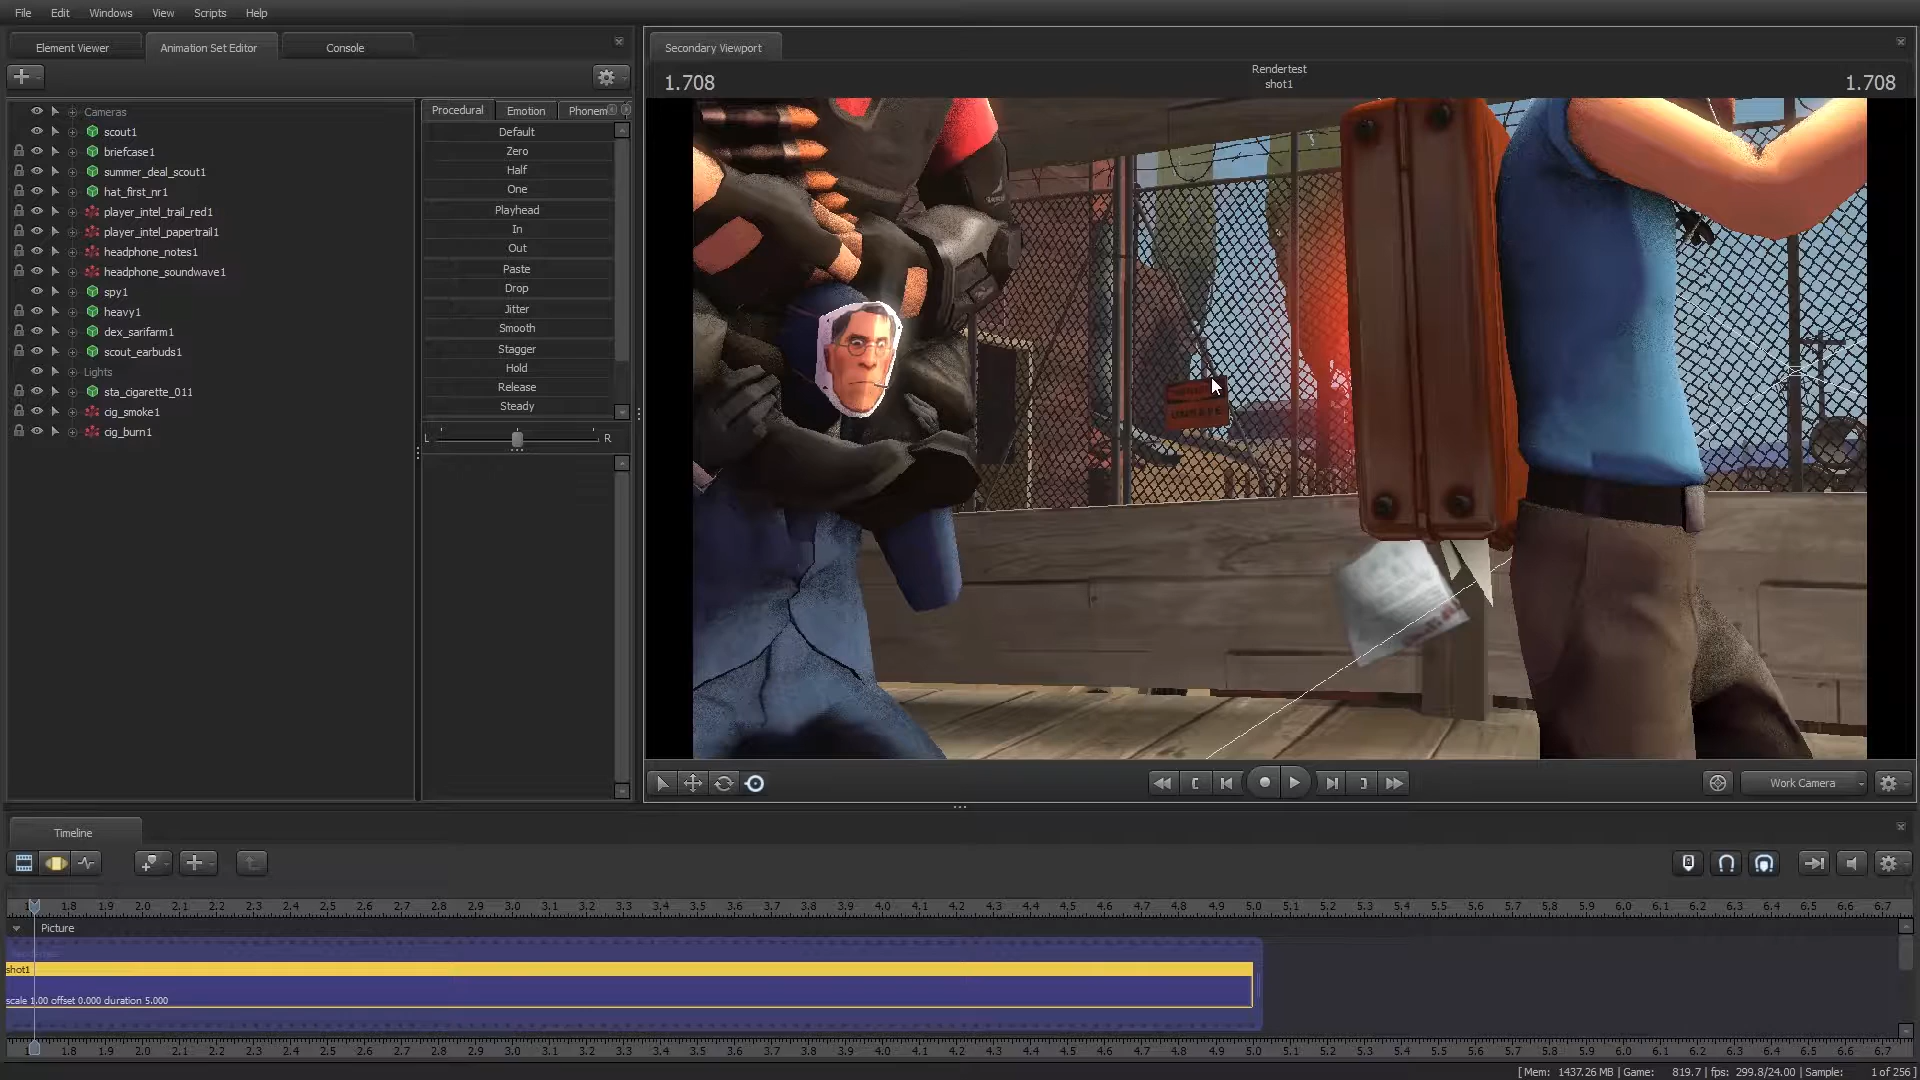 File Edit Windows View Scripts Help
Element Viewer Animation Set Editor Console
Secondary Viewport
1.708 Rendertest 1.708
shot1
Cameras
scout1
briefcase1
summer_deal_scout1
hat_first_nr1
player_intel_trail_red1
player_intel_papertrail1
headphone_notes1
headphone_soundwave1
spy1
heavy1
dex_sarifarm1
scout_earbuds1
Lights
sta_cigarette_011
cig_smoke1
cig_burn1
Procedural Emotion Phonem
Default
Zero
Half
One
Playhead
In
Out
Paste
Drop
Jitter
Smooth
Stagger
Hold
Release
Steady
L R
UNSAFE
Work Camera
Timeline
1.8 1.9 2.0 2.1 2.2 2.3 2.4 2.5 2.6 2.7 2.8 2.9 3.0 3.1 3.2 3.3 3.4 3.5 3.6 3.7 3.8 3.9 4.0 4.1 4.2 4.3 4.4 4.5 4.6 4.7 4.8 4.9 5.0 5.1 5.2 5.3 5.4 5.5 5.6 5.7 5.8 5.9 6.0 6.1 6.2 6.3 6.4 6.5 6.6 6.7
Picture
shot1
scale 1.00 offset 0.000 duration 5.000
1.8 1.9 2.0 2.1 2.2 2.3 2.4 2.5 2.6 2.7 2.8 2.9 3.0 3.1 3.2 3.3 3.4 3.5 3.6 3.7 3.8 3.9 4.0 4.1 4.2 4.3 4.4 4.5 4.6 4.7 4.8 4.9 5.0 5.1 5.2 5.3 5.4 5.5 5.6 5.7 5.8 5.9 6.0 6.1 6.2 6.3 6.4 6.5 6.6 6.7
[ Mem: 1437.26 MB | Game: 819.7 | fps: 299.8/24.00 | Sample: 1 of 256 ]